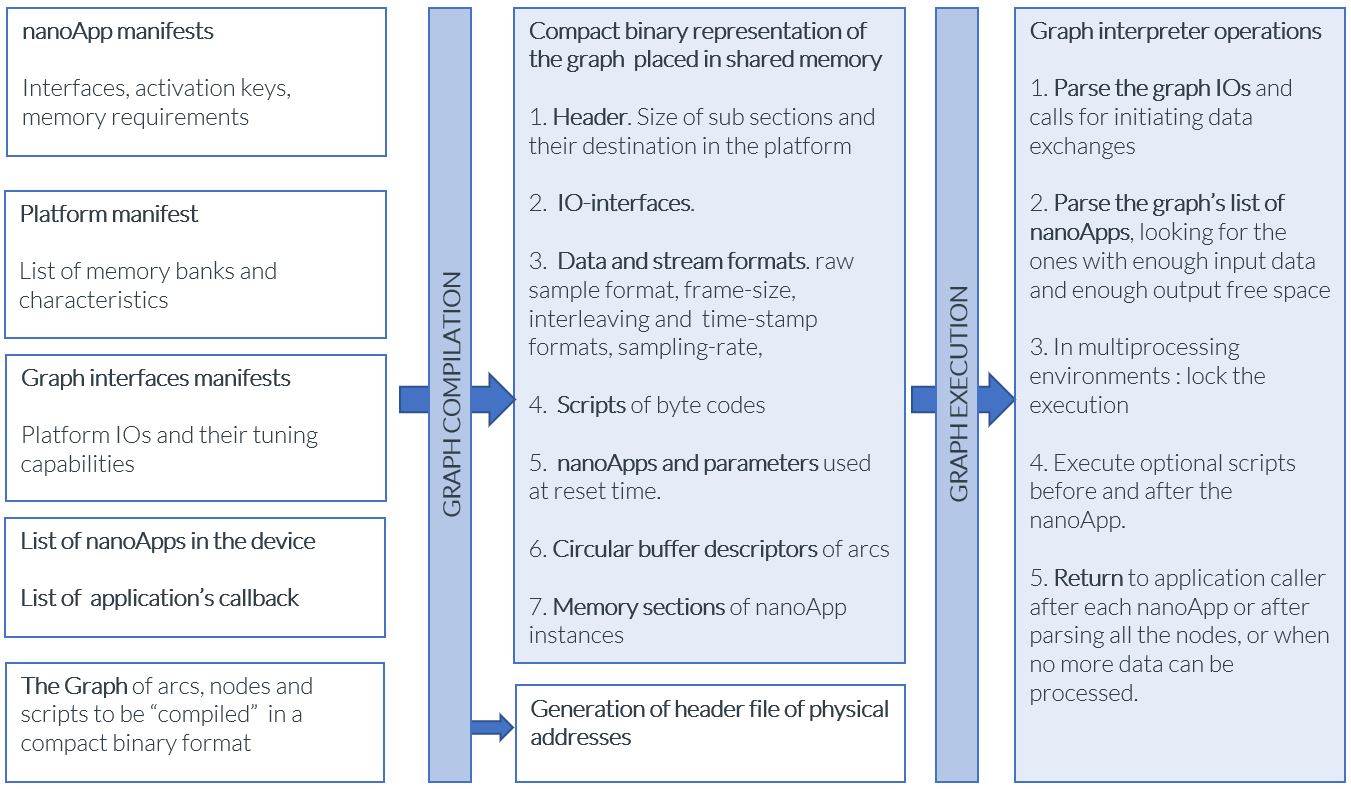 nanoApp manifests
Interfaces, activation keys,
memory requirements
Platform manifest
List of memory banks and
characteristics
Graph interfaces manifests
Platform IOs and their tuning
capabilities
List of nanoApps in the device
List of application's callback
The Graph of arcs, nodes and
scripts to be “compiled” in a
compact binary format
GRAPH COMPILATION
Compact binary representation of
the graph placed in shared memory
1. Header. Size of sub sections and
their destination in the platform
2. IO-interfaces.
3. Data and stream formats. raw
sample format, frame-size,
interleaving and time-stamp
formats, sampling-rate,
4. Scripts of byte codes
5. nanoApps and parameters used
at reset time.
6. Circular buffer descriptors of arcs
7. Memory sections of nanoApp
instances
Generation of header file of physical
addresses
GRAPH EXECUTION
Graph interpreter operations
1. Parse the graph IOs and
calls for initiating data
exchanges
2. Parse the graph's list of
nanoApps, looking for the
ones with enough input data
and enough output free space
3. In multiprocessing
environments : lock the
execution
4. Execute optional scripts
before and after the
nanoApp.
5. Return to application caller
after each nanoApp or after
parsing all the nodes, or when
no more data can be
processed.